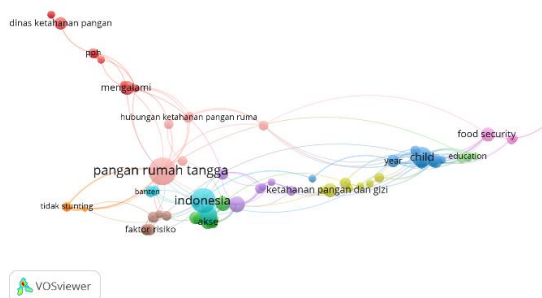 dinas ketahanan pangan
pph
mengalami
hubungan ketahanan pangan ruma
food security
child
education
year
pangan rumah tangga
ketahanan pangan dan gizi
banten
indonesia
tidak stunting
akse
faktor risiko
VOSviewer